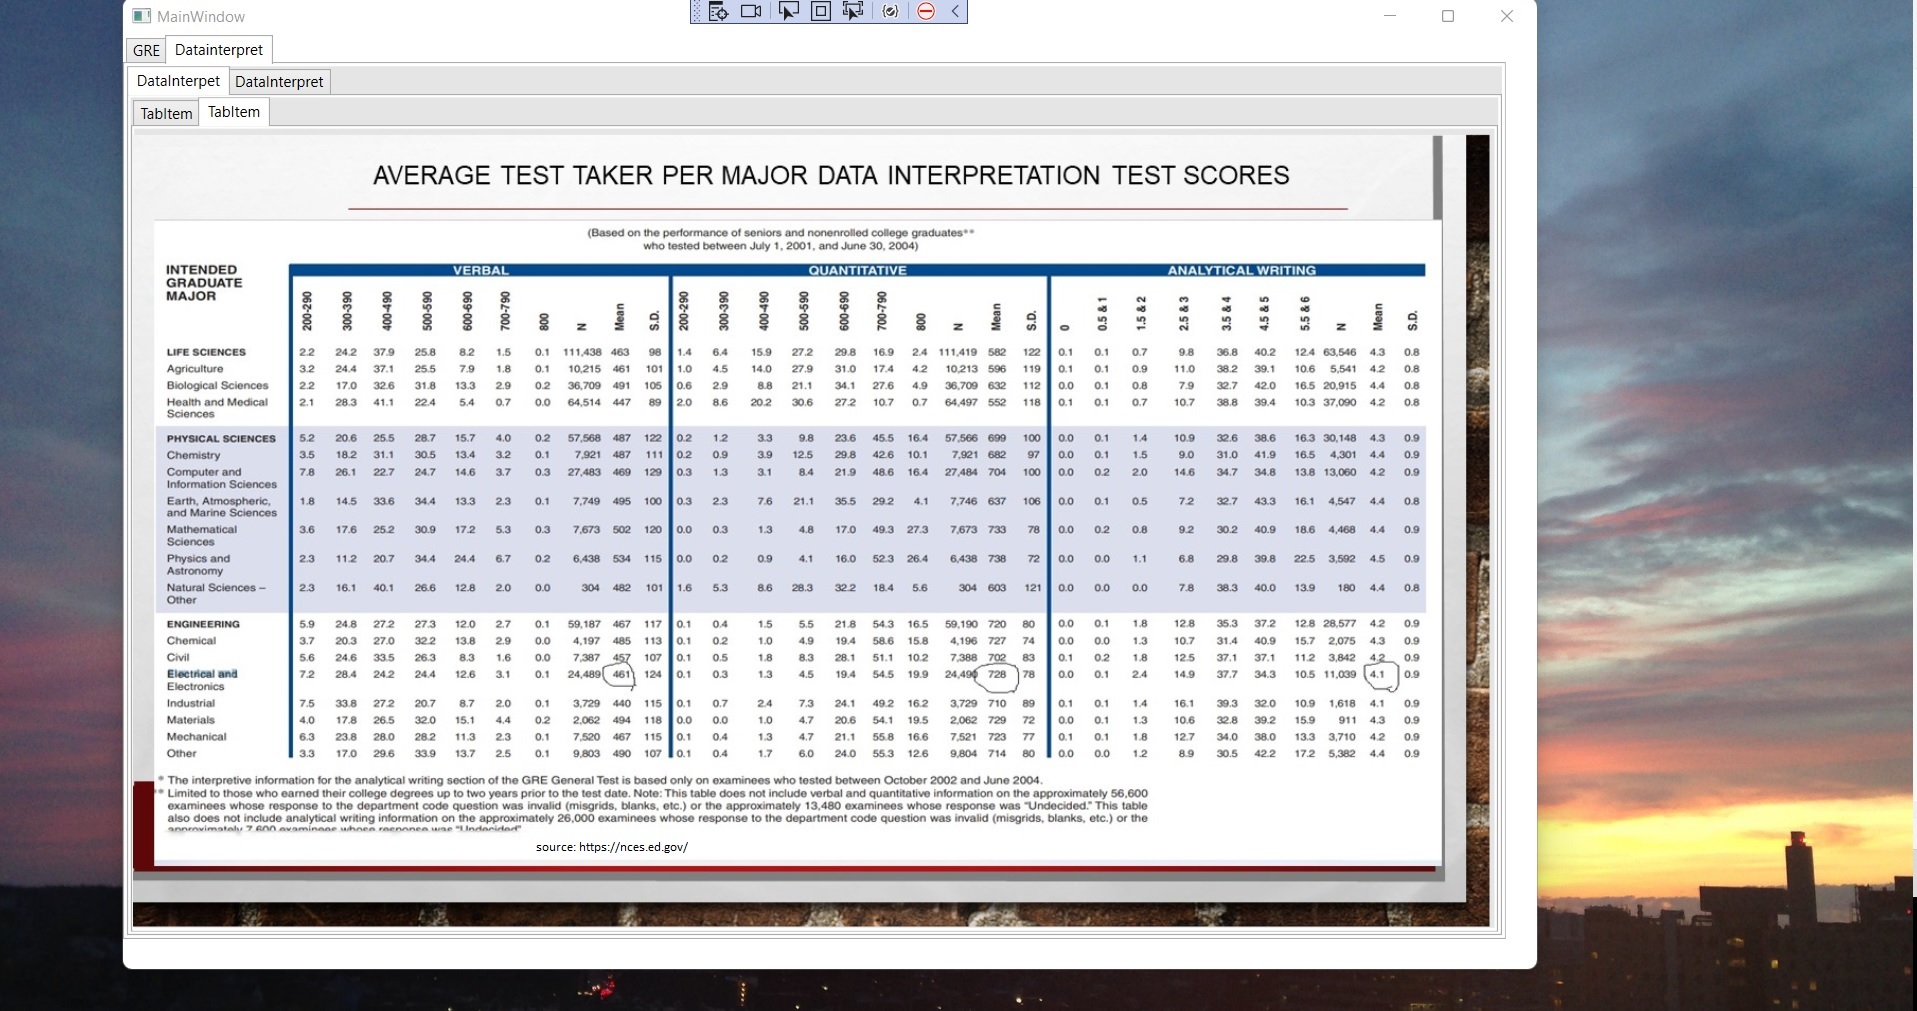 MainWindow
GRE Datainterpret
DataInterpet DataInterpret
TabItem TabItem
AVERAGE TEST TAKER PER MAJOR DATA INTERPRETATION TEST SCORES
(Based on the performance of seniors and nonenrolled college graduates**
who tested between July 1, 2001, and June 30, 2004)
INTENDED GRADUATE MAJOR VERBAL QUANTITATIVE ANALYTICAL WRITING
200-290 300-390 400-490 500-590 600-690 700-790 800 N Mean S.D. 200-290 300-390 400-490 500-590 600-690 700-790 800 N Mean S.D. 0 0.5 & 1 1.5 & 2 2.5 & 3 3.5 & 4 4.5 & 5 5.5 & 6 N Mean S.D.
LIFE SCIENCES 2.2 24.2 37.9 25.8 8.2 1.5 0.1 111,438 463 98 1.4 6.4 15.9 27.2 29.8 16.9 2.4 111,419 582 122 0.1 0.1 0.7 9.8 36.8 40.2 12.4 63,546 4.3 0.8
Agriculture 3.2 24.4 37.1 25.5 7.9 1.8 0.1 10,215 461 101 1.0 4.5 14.0 27.9 31.0 17.4 4.2 10,213 596 119 0.1 0.1 0.9 11.0 38.2 39.1 10.6 5,541 4.2 0.8
Biological Sciences 2.2 17.0 32.6 31.8 13.3 2.9 0.2 36,709 491 105 0.6 2.9 8.8 21.1 34.1 27.6 4.9 36,709 632 112 0.0 0.1 0.8 7.9 32.7 42.0 16.5 20,915 4.4 0.8
Health and Medical 2.1 28.3 41.1 22.4 5.4 0.7 0.0 64,514 447 89 2.0 8.6 20.2 30.6 27.2 10.7 0.7 64,497 552 118 0.1 0.1 0.7 10.7 38.8 39.4 10.3 37,090 4.2 0.8
Sciences
PHYSICAL SCIENCES 5.2 20.6 25.5 28.7 15.7 4.0 0.2 57,568 487 122 0.2 1.2 3.3 9.8 23.6 45.5 16.4 57,566 699 100 0.0 0.1 1.4 10.9 32.6 38.6 16.3 30,148 4.3 0.9
Chemistry 3.5 18.2 31.1 30.5 13.4 3.2 0.1 7,921 487 111 0.2 0.9 3.9 12.5 29.8 42.6 10.1 7,921 682 97 0.0 0.1 1.5 9.0 31.0 41.9 16.5 4,301 4.4 0.9
Computer and 7.8 26.1 22.7 24.7 14.6 3.7 0.3 27,483 469 129 0.3 1.3 3.1 8.4 21.9 48.6 16.4 27,484 704 100 0.0 0.2 2.0 14.6 34.7 34.8 13.8 13,060 4.2 0.9
Information Sciences
Earth, Atmospheric, 1.8 14.5 33.6 34.4 13.3 2.3 0.1 7,749 495 100 0.3 2.3 7.6 21.1 35.5 29.2 4.1 7,746 637 106 0.0 0.1 0.5 7.2 32.7 43.3 16.1 4,547 4.4 0.8
and Marine Sciences
Mathematical 3.6 17.6 25.2 30.9 17.2 5.3 0.3 7,673 502 120 0.0 0.3 1.3 4.8 17.0 49.3 27.3 7,673 733 78 0.0 0.2 0.8 9.2 30.2 40.9 18.6 4,468 4.4 0.9
Sciences
Physics and 2.3 11.2 20.7 34.4 24.4 6.7 0.2 6,438 534 115 0.0 0.2 0.9 4.1 16.0 52.3 26.4 6,438 738 72 0.0 0.0 1.1 6.8 29.8 39.8 22.5 3,592 4.5 0.9
Astronomy
Natural Sciences – 2.3 16.1 40.1 26.6 12.8 2.0 0.0 304 482 101 1.6 5.3 8.6 28.3 32.2 18.4 5.6 304 603 121 0.0 0.0 0.0 7.8 38.3 40.0 13.9 180 4.4 0.8
Other
ENGINEERING 5.9 24.8 27.2 27.3 12.0 2.7 0.1 59,187 467 117 0.1 0.4 1.5 5.5 21.8 54.3 16.5 59,190 720 80 0.0 0.1 1.8 12.8 35.3 37.2 12.8 28,577 4.2 0.9
Chemical 3.7 20.3 27.0 32.2 13.8 2.9 0.0 4,197 485 113 0.1 0.2 1.0 4.9 19.4 58.6 15.8 4,196 727 74 0.0 0.0 1.3 10.7 31.4 40.9 15.7 2,075 4.3 0.9
Civil 5.6 24.6 33.5 26.3 8.3 1.6 0.0 7,387 457 107 0.1 0.5 1.8 8.3 28.1 51.1 10.2 7,388 702 83 0.1 0.2 1.8 12.5 37.1 37.1 11.2 3,842 4.2 0.9
Electrical and 7.2 28.4 24.2 24.4 12.6 3.1 0.1 24,489 461 124 0.1 0.3 1.3 4.5 19.4 54.5 19.9 24,490 728 78 0.0 0.1 2.4 14.9 37.7 34.3 10.5 11,039 4.1 0.9
Electronics
Industrial 7.5 33.8 27.2 20.7 8.7 2.0 0.1 3,729 440 115 0.1 0.7 2.4 7.3 24.1 49.2 16.2 3,729 710 89 0.1 0.1 1.4 16.1 39.3 32.0 10.9 1,618 4.1 0.9
Materials 4.0 17.8 26.5 32.0 15.1 4.4 0.2 2,062 494 118 0.0 0.0 1.0 4.7 20.6 54.1 19.5 2,062 729 72 0.0 0.1 1.3 10.6 32.8 39.2 15.9 911 4.3 0.9
Mechanical 6.3 23.8 28.0 28.2 11.3 2.3 0.1 7,520 467 115 0.1 0.4 1.3 4.7 21.1 55.8 16.6 7,521 723 77 0.1 0.1 1.8 12.7 34.0 38.0 13.3 3,710 4.2 0.9
Other 3.3 17.0 29.6 33.9 13.7 2.5 0.1 9,803 490 107 0.1 0.4 1.7 6.0 24.0 55.3 12.6 9,804 714 80 0.0 0.0 1.2 8.9 30.5 42.2 17.2 5,382 4.4 0.9
* The interpretive information for the analytical writing section of the GRE General Test is based only on examinees who tested between October 2002 and June 2004.
** Limited to those who earned their college degrees up to two years prior to the test date. Note: This table does not include verbal and quantitative information on the approximately 56,600
examinees whose response to the department code question was invalid (misgrids, blanks, etc.) or the approximately 13,480 examinees whose response was “Undecided.” This table
also does not include analytical writing information on the approximately 26,000 examinees whose response to the department code question was invalid (misgrids, blanks, etc.) or the
approximately 7,600 examinees whose response was “Undecided”
source: https://nces.ed.gov/